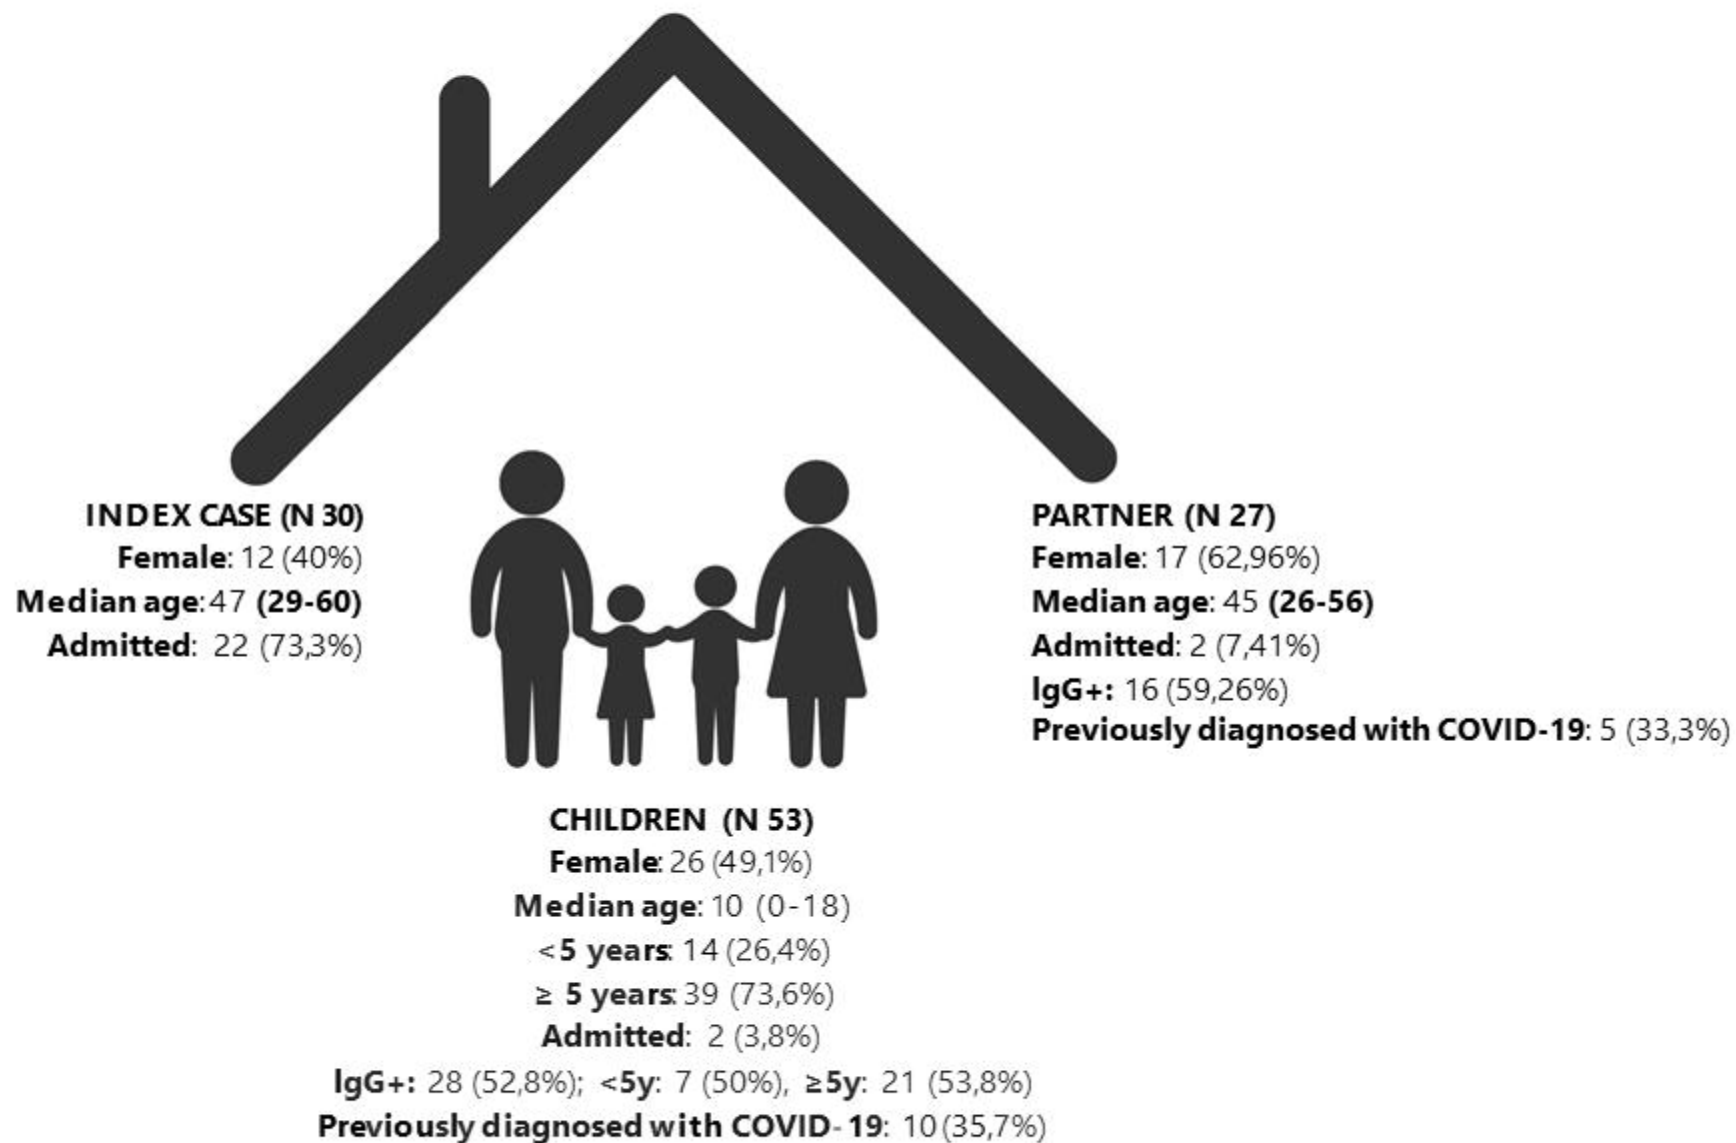 INDEX CASE (N 30)
Female: 12 (40%)
Median age: 47 (29-60)
Admitted: 22 (73,3%)
PARTNER (N 27)
Female: 17 (62,96%)
Median age: 45 (26-56)
Admitted: 2 (7,41%)
IgG+: 16 (59,26%)
Previously diagnosed with COVID-19: 5 (33,3%)
CHILDREN (N 53)
Female: 26 (49,1%)
Median age: 10 (0-18)
<5 years: 14 (26,4%)
≥ 5 years: 39 (73,6%)
Admitted: 2 (3,8%)
IgG+: 28 (52,8%); <5y: 7 (50%), ≥5y: 21 (53,8%)
Previously diagnosed with COVID-19: 10 (35,7%)